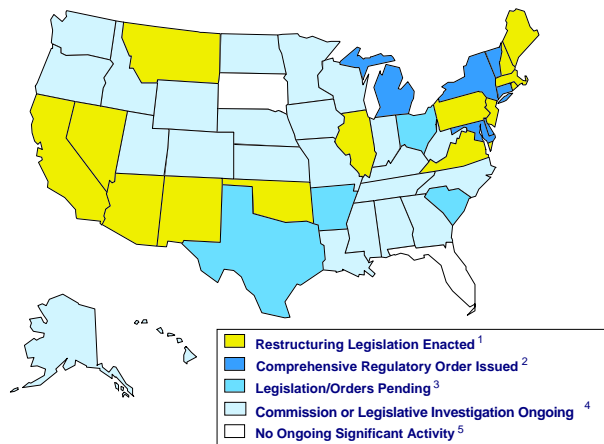 Restructuring Legislation Enacted 1
Comprehensive Regulatory Order Issued 2
Legislation/Orders Pending 3
Commission or Legislative Investigation Ongoing 4
No Ongoing Significant Activity 5